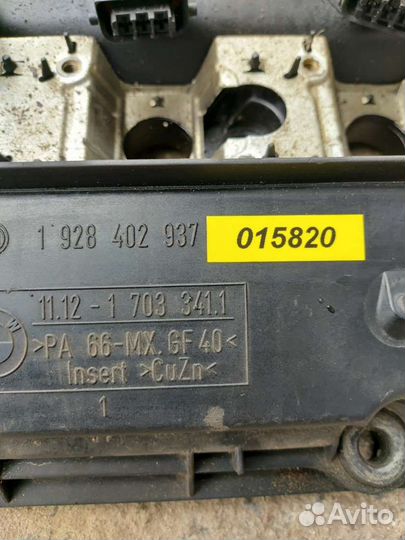 1 928 402 937
015820
11.12-1 703 341.1
>PA 66-MX.GF 40<
Insert >CuZn<
1
Avito